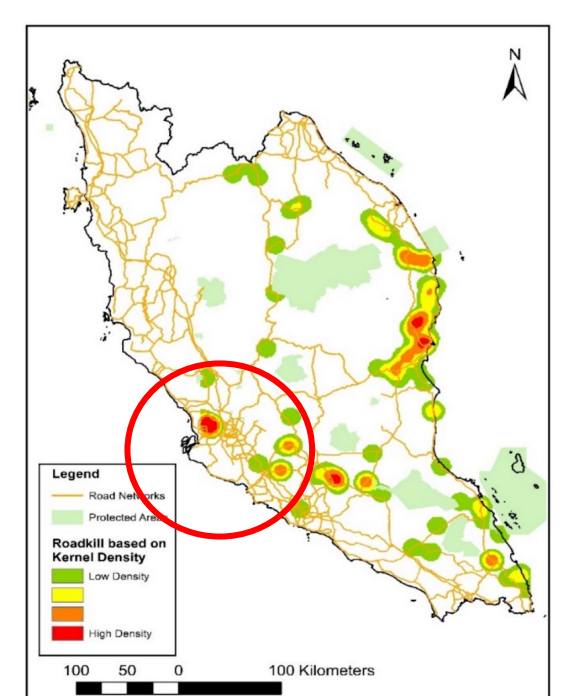 N
Legend
Road Networks
Protected Areas
Roadkill based on
Kernel Density
Low Density
High Density
100 50 0 100 Kilometers